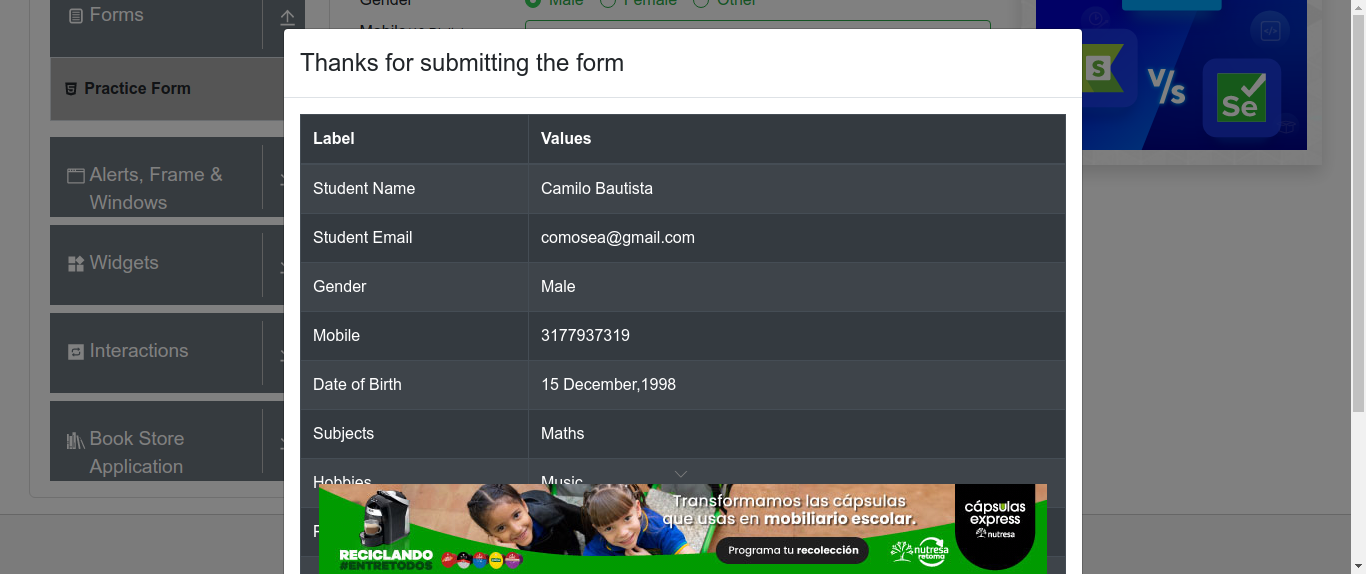 Gender
Male
Female
Other
Forms
Thanks for submitting the form
Practice Form
Label Values
Student Name Camilo Bautista
Student Email comosea@gmail.com
Gender Male
Mobile 3177937319
Date of Birth 15 December,1998
Subjects Maths
Hobbies Music
Alerts, Frame &
Windows
Widgets
Interactions
Book Store
Application
S
V/s
Se
Transformamos las cápsulas
que usas en mobiliario escolar.
Programa tu recolección
RECICLANDO
#ENTRETODOS
nutresa
retoma
cápsulas
express
nutresa